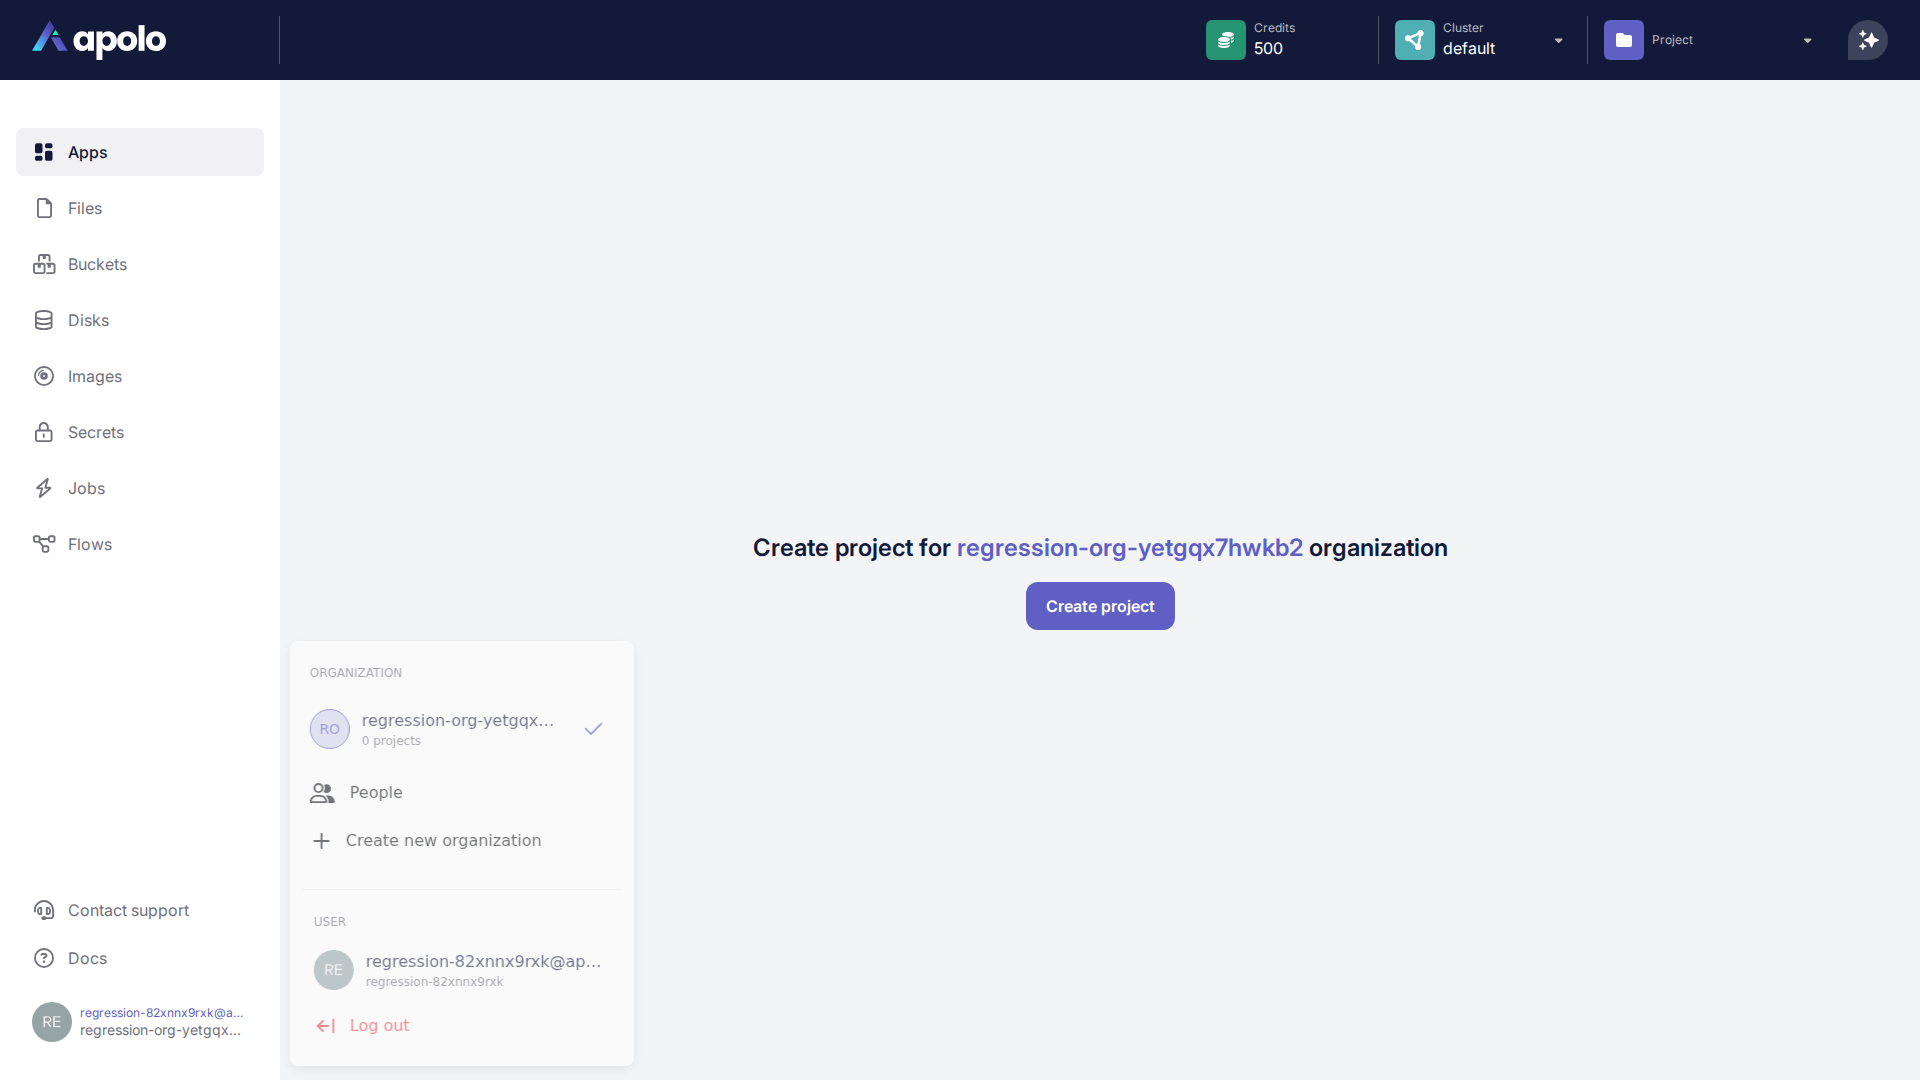 apolo
Credits
500
Cluster
default
Project
Apps
Files
Buckets
Disks
Images
Secrets
Jobs
Flows
Create project for regression-org-yetgqx7hwkb2 organization
Create project
ORGANIZATION
RO
regression-org-yetgqx...
0 projects
People
Create new organization
USER
RE
regression-82xnnx9rxk@ap...
regression-82xnnx9rxk
Log out
Contact support
Docs
RE
regression-82xnnx9rxk@a...
regression-org-yetgqx...